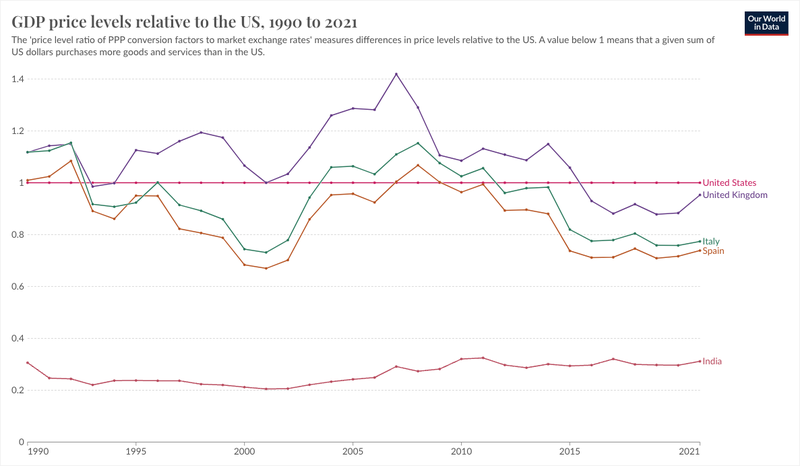 GDP price levels relative to the US, 1990 to 2021
Our World
in Data
The 'price level ratio of PPP conversion factors to market exchange rates' measures differences in price levels relative to the US. A value below 1 means that a given sum of
US dollars purchases more goods and services than in the US.
1.4
1.2
1
0.8
0.6
0.4
0.2
0
United States
United Kingdom
Italy
Spain
India
1990
1995
2000
2005
2010
2015
2021